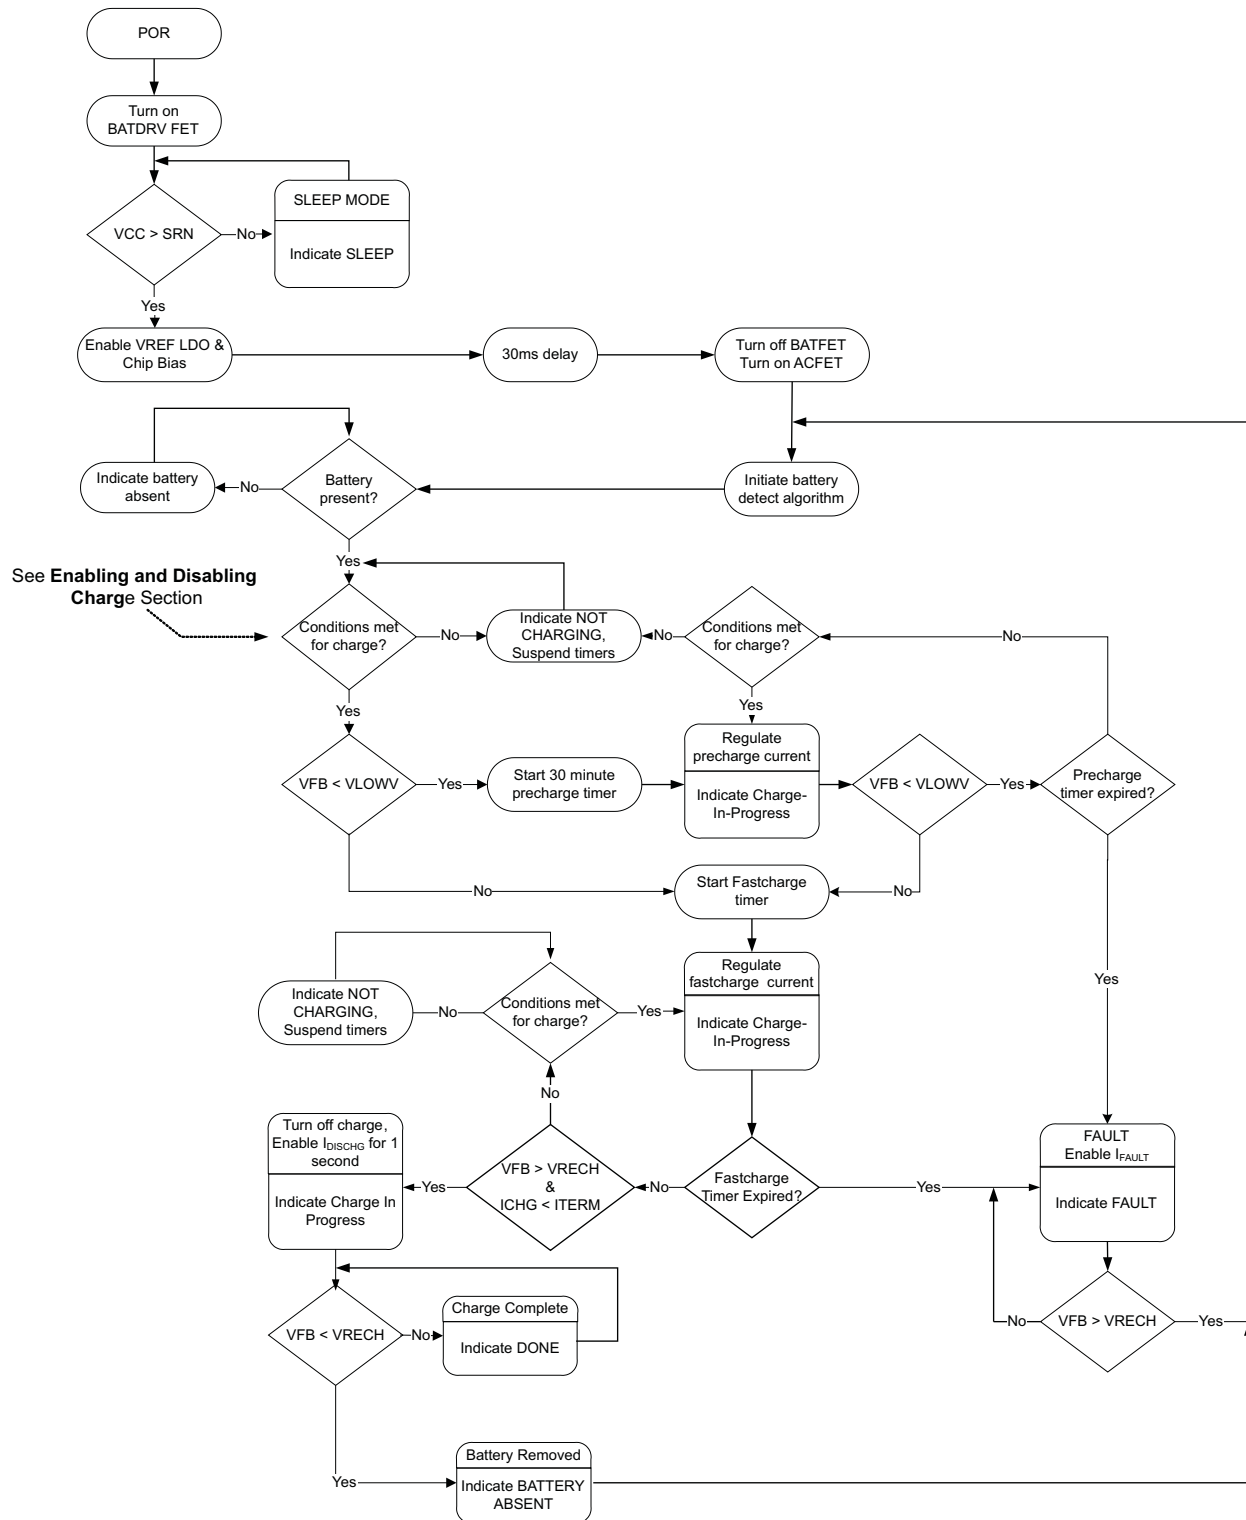 POR
Turn on
BATDRV FET
SLEEP MODE
VCC > SRN
No
Indicate SLEEP
Yes
Enable VREF LDO &
Chip Bias
30ms delay
Turn off BATFET
Turn on ACFET
Indicate battery
absent
No
Battery
present?
Initiate battery
detect algorithm
Yes
See Enabling and Disabling
Charge Section
Conditions met
for charge?
No
Indicate NOT
CHARGING,
Suspend timers
No
Conditions met
for charge?
No
Yes
Yes
VFB < VLOWV
Yes
Start 30 minute
precharge timer
Regulate
precharge current
Indicate Charge-
In-Progress
VFB < VLOWV
Yes
Precharge
timer expired?
No
Start Fastcharge
timer
No
Yes
Indicate NOT
CHARGING,
Suspend timers
No
Conditions met
for charge?
Yes
Regulate
fastcharge current
Indicate Charge-
In-Progress
No
Turn off charge,
Enable IDISCHG for 1
second
Indicate Charge In
Progress
Yes
VFB > VRECH
&
ICHG < ITERM
No
Fastcharge
Timer Expired?
Yes
FAULT
Enable IFAULT
Indicate FAULT
VFB < VRECH
No
Charge Complete
Indicate DONE
No
VFB > VRECH
Yes
Yes
Battery Removed
Indicate BATTERY
ABSENT